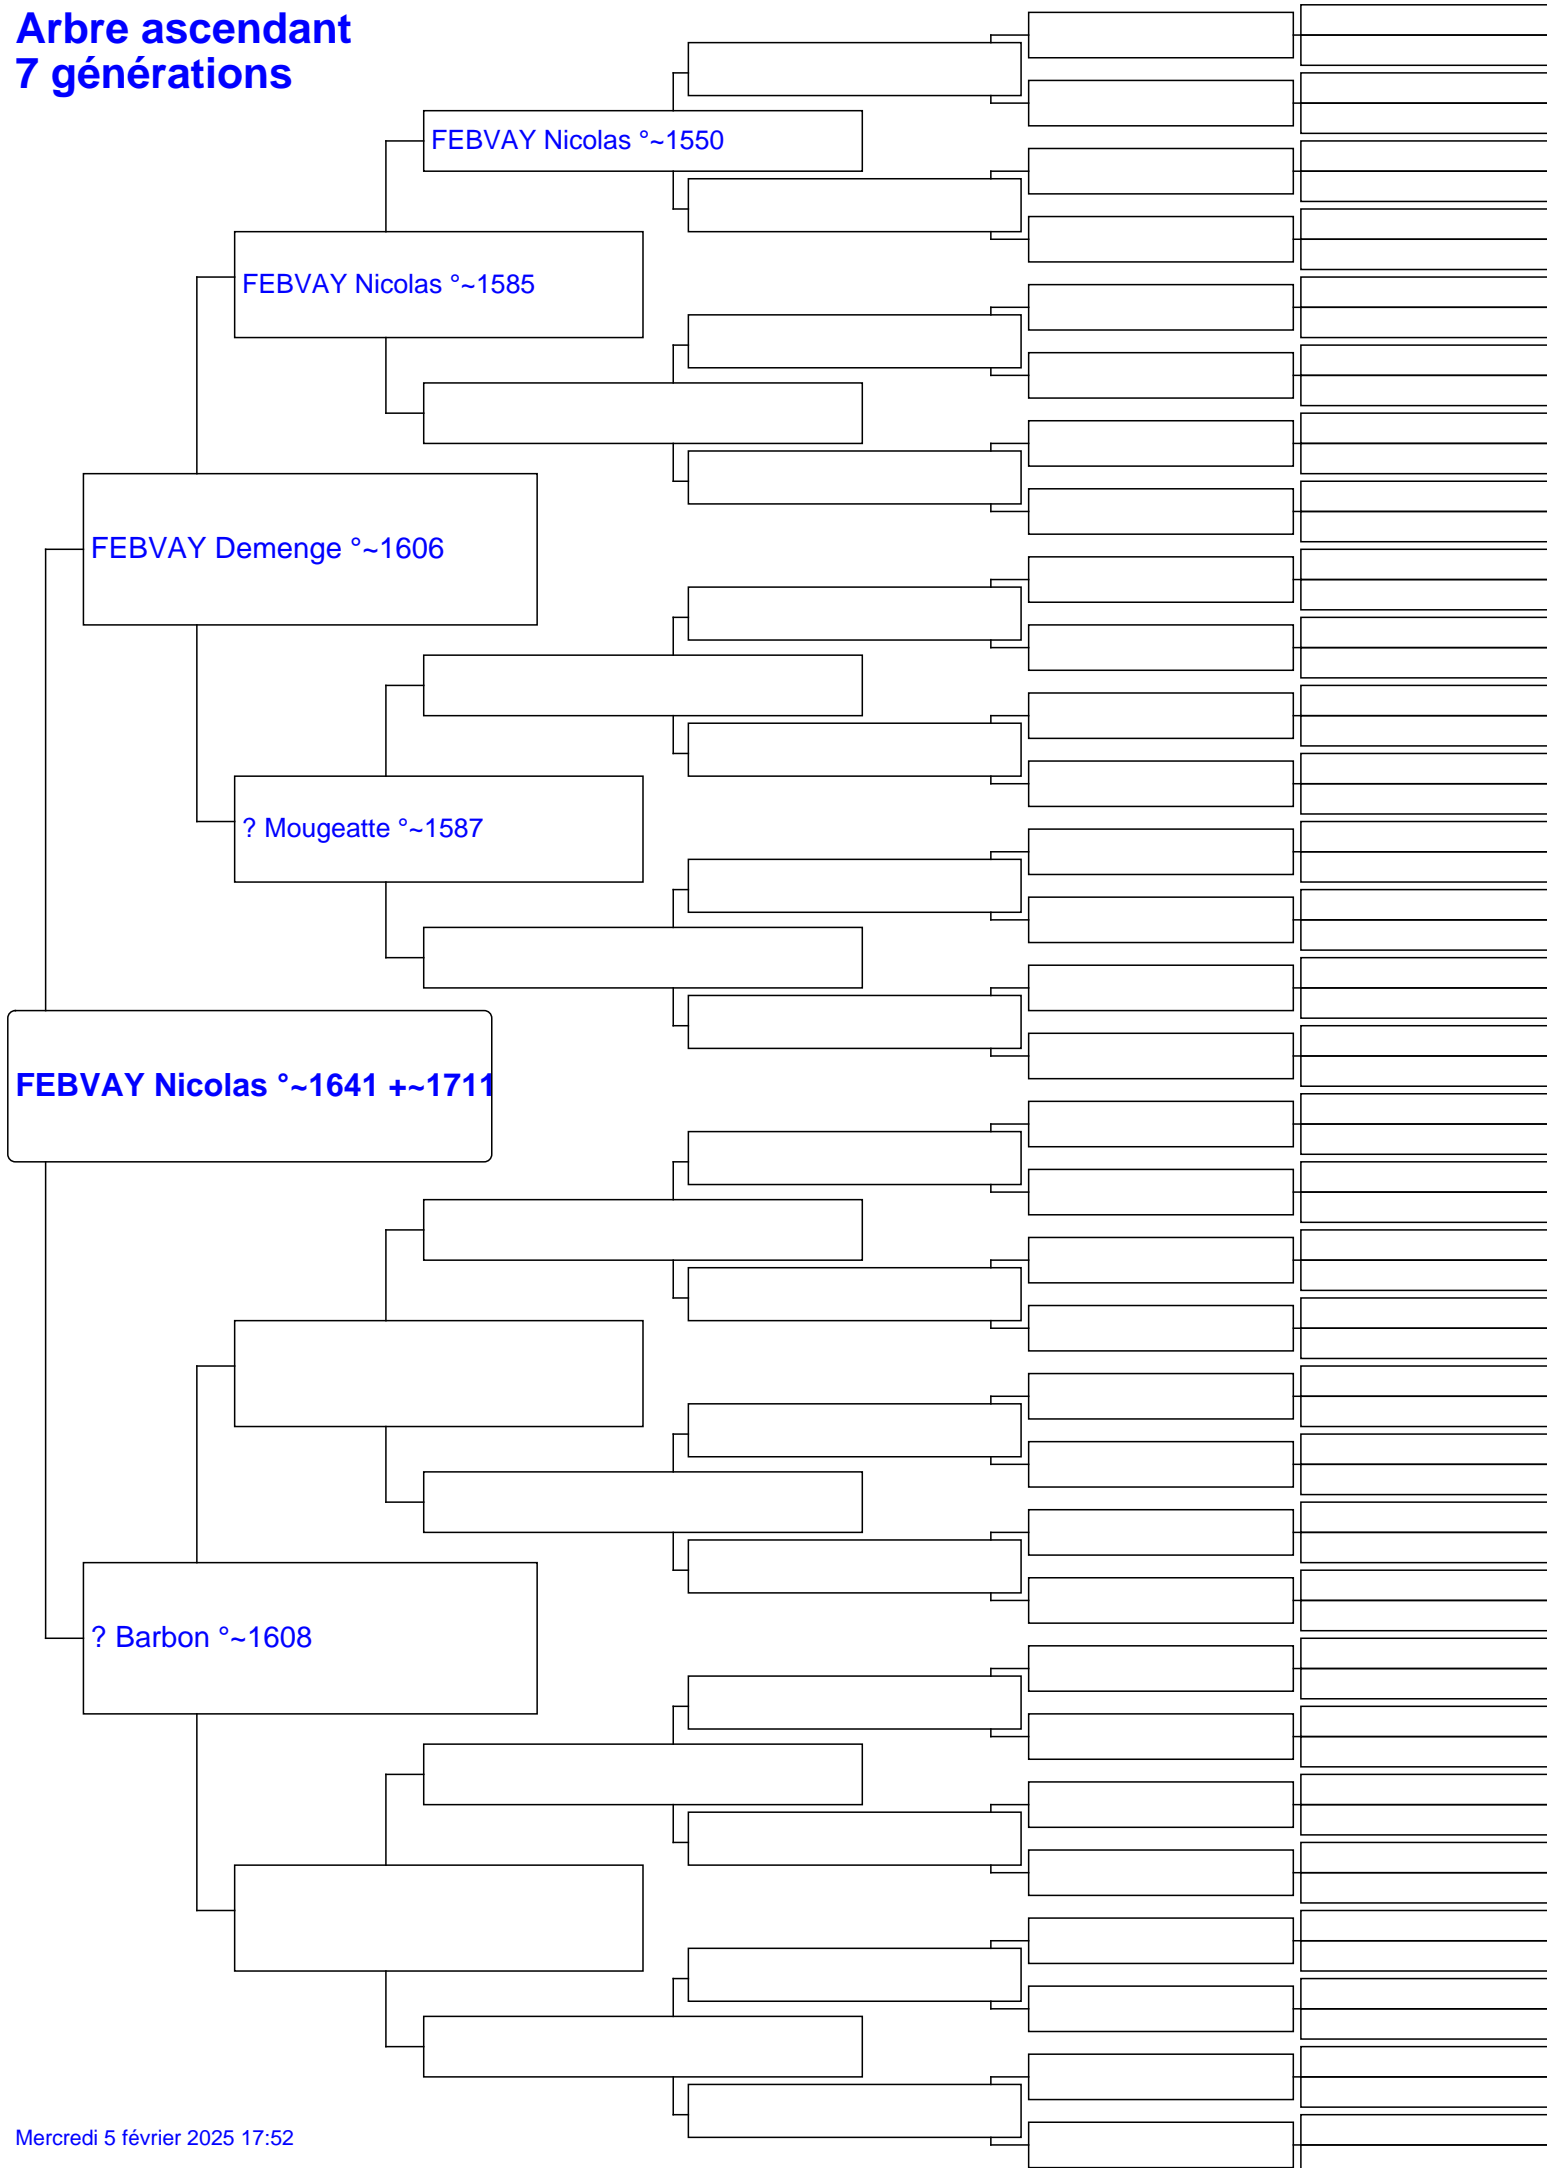 Arbre ascendant
7 générations
FEBVAY Nicolas °~1550
FEBVAY Nicolas °~1585
FEBVAY Demenge °~1606
? Mougeatte °~1587
FEBVAY Nicolas °~1641 +~1711
? Barbon °~1608
Mercredi 5 février 2025 17:52